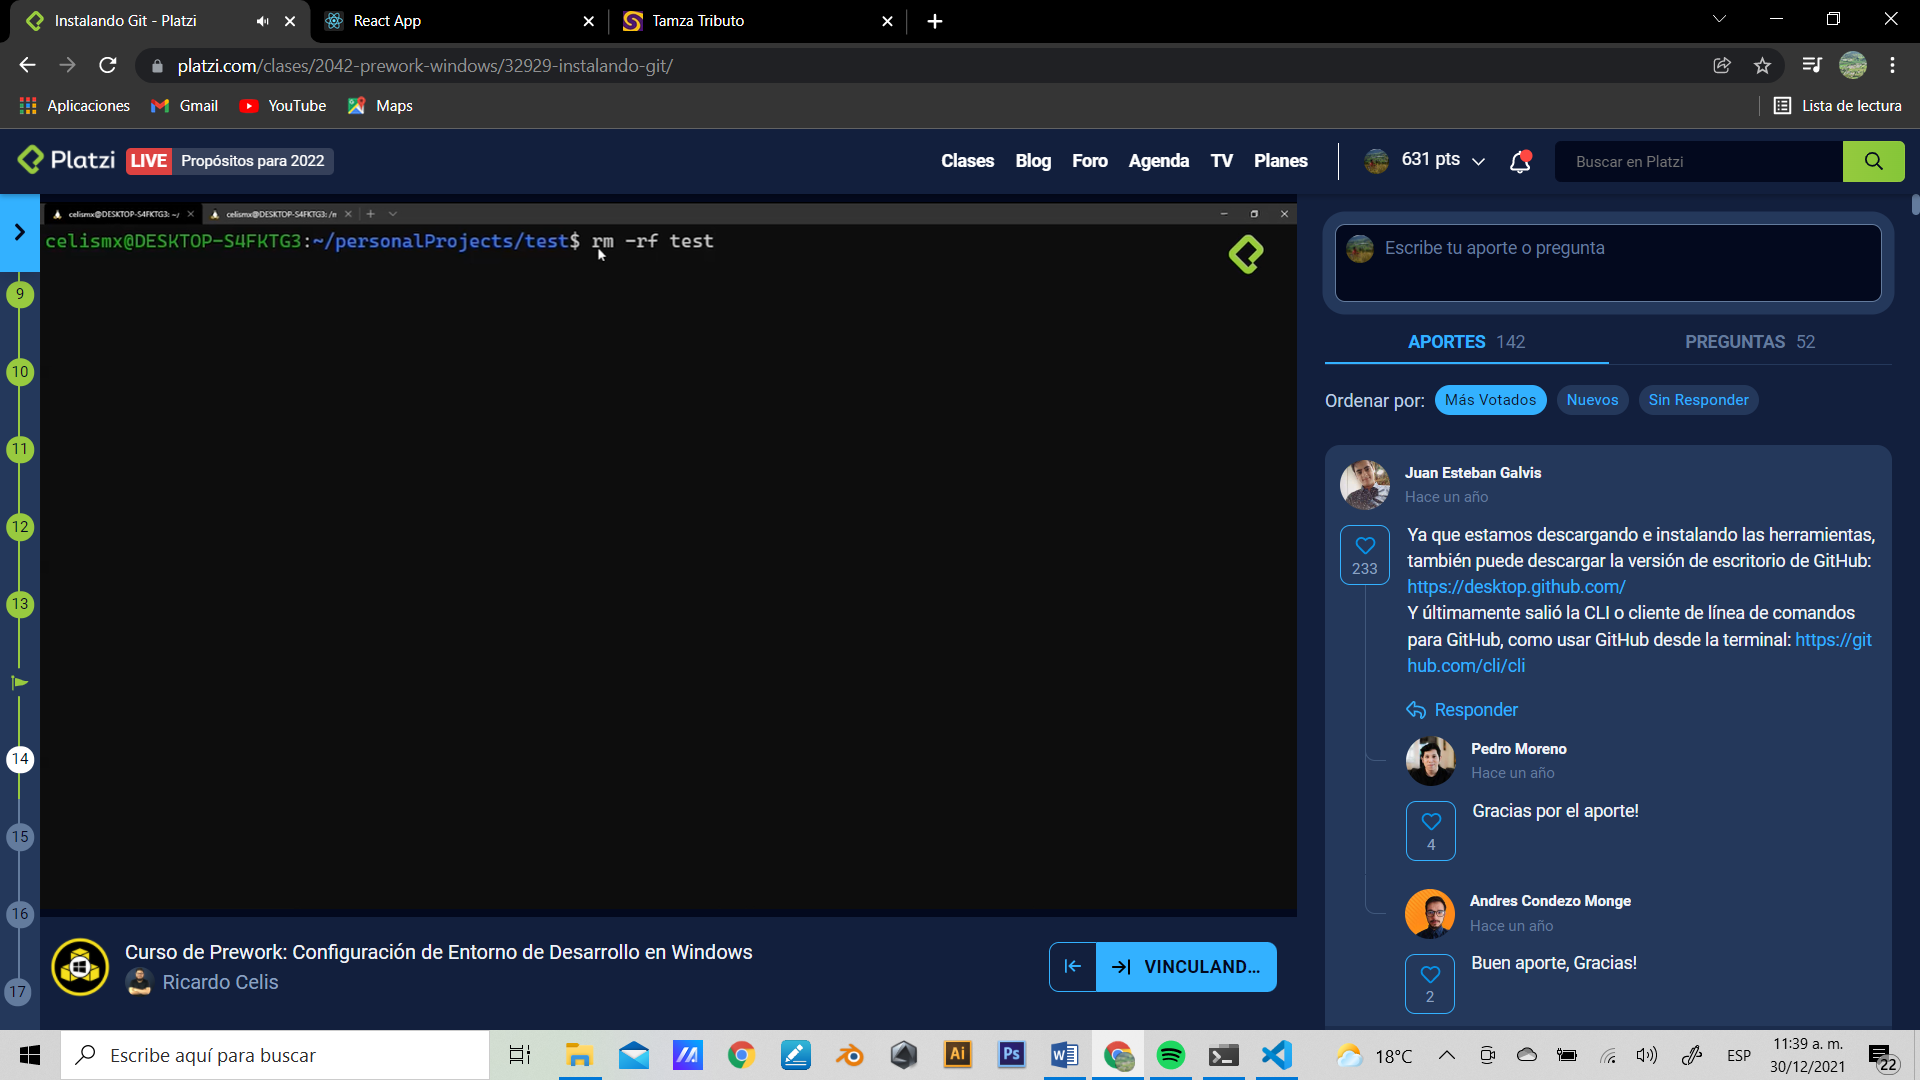 Instalando Git - Platzi
React App
Tamza Tributo
platzi.com/clases/2042-prework-windows/32929-instalando-git/
Aplicaciones
Gmail
YouTube
Maps
Lista de lectura
Platzi
LIVE Propósitos para 2022
Clases
Blog
Foro
Agenda
TV
Planes
631 pts
Buscar en Platzi
celismx@DESKTOP-S4FKTG3: ~/
celismx@DESKTOP-S4FKTG3: /n
celismx@DESKTOP-S4FKTG3:~/personalProjects/test$ rm -rf test
9
10
11
12
13
14
15
16
17
Escribe tu aporte o pregunta
APORTES 142
PREGUNTAS 52
Ordenar por: Más Votados Nuevos Sin Responder
Juan Esteban Galvis
Hace un año
233
Ya que estamos descargando e instalando las herramientas,
también puede descargar la versión de escritorio de GitHub:
https://desktop.github.com/
Y últimamente salió la CLI o cliente de línea de comandos
para GitHub, como usar GitHub desde la terminal: https://git
hub.com/cli/cli
Responder
Pedro Moreno
Hace un año
Gracias por el aporte!
4
Andres Condezo Monge
Hace un año
Buen aporte, Gracias!
2
Curso de Prework: Configuración de Entorno de Desarrollo en Windows
Ricardo Celis
VINCULAND...
Escribe aquí para buscar
Ai
Ps
18°C
ESP
11:39 a. m.
30/12/2021
22